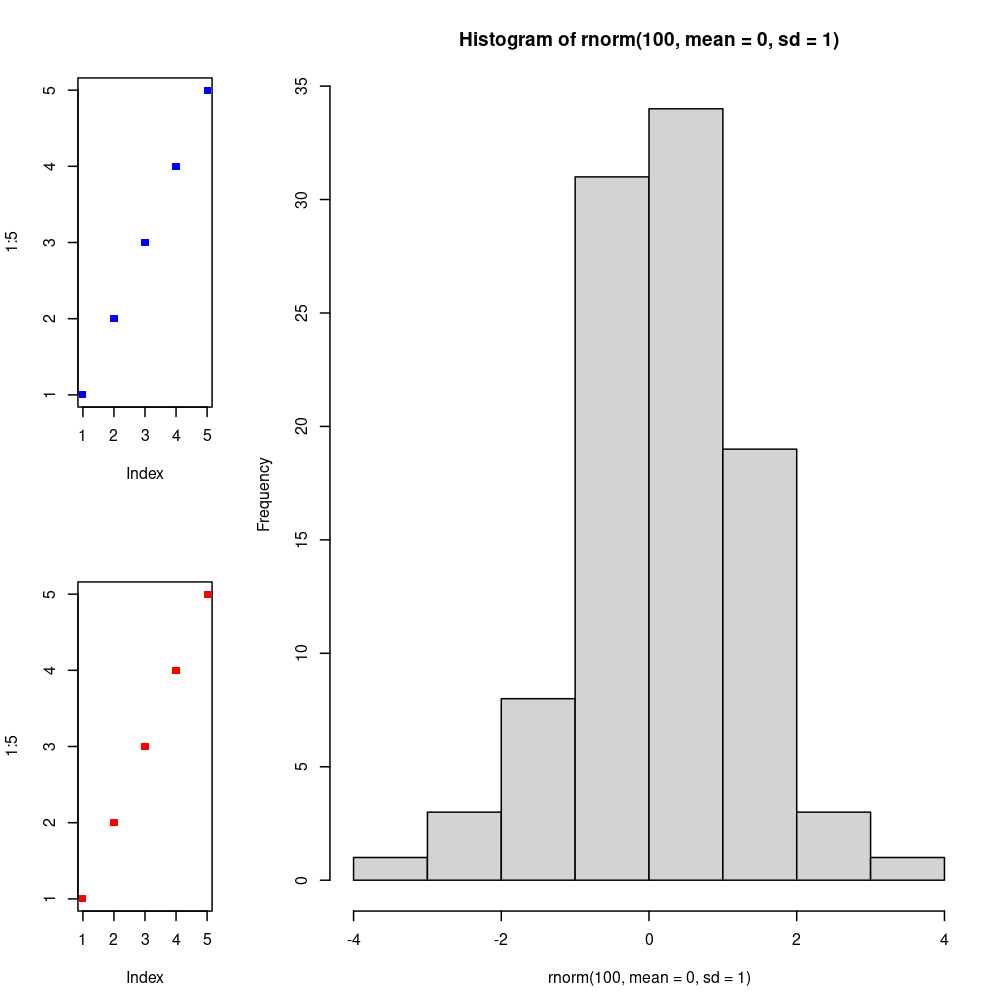 5
4
3
2
1
1:5
1 2 3 4 5
Index
5
4
3
2
1
1:5
1 2 3 4 5
Index
Histogram of rnorm(100, mean = 0, sd = 1)
35
30
25
20
15
10
5
0
Frequency
-4 -2 0 2 4
rnorm(100, mean = 0, sd = 1)